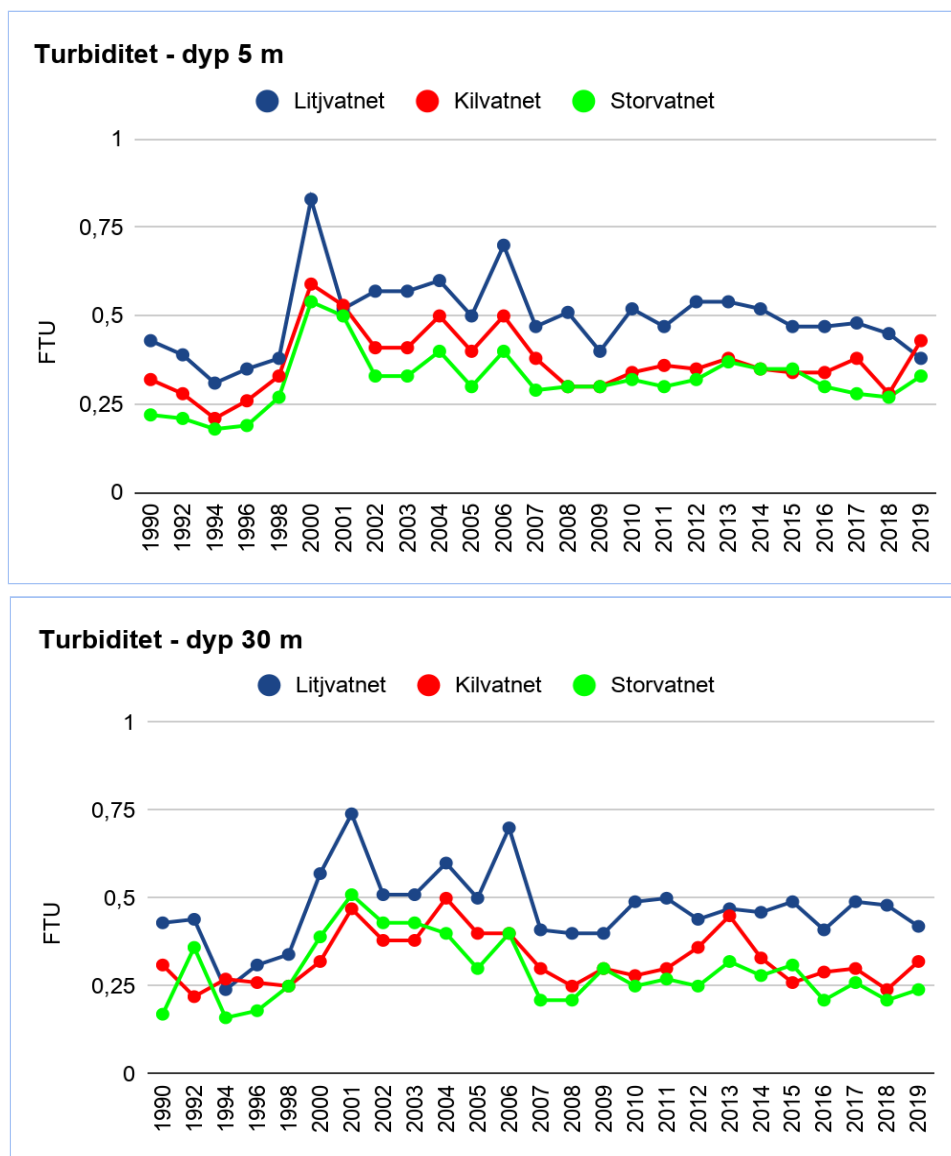 Turbiditet - dyp 5 m
Litjvatnet Kilvatnet Storvatnet
1
0,75
0,5
0,25
0
FTU
1990 1992 1994 1996 1998 2000 2001 2002 2003 2004 2005 2006 2007 2008 2009 2010 2011 2012 2013 2014 2015 2016 2017 2018 2019
Turbiditet - dyp 30 m
Litjvatnet Kilvatnet Storvatnet
1
0,75
0,5
0,25
0
FTU
1990 1992 1994 1996 1998 2000 2001 2002 2003 2004 2005 2006 2007 2008 2009 2010 2011 2012 2013 2014 2015 2016 2017 2018 2019